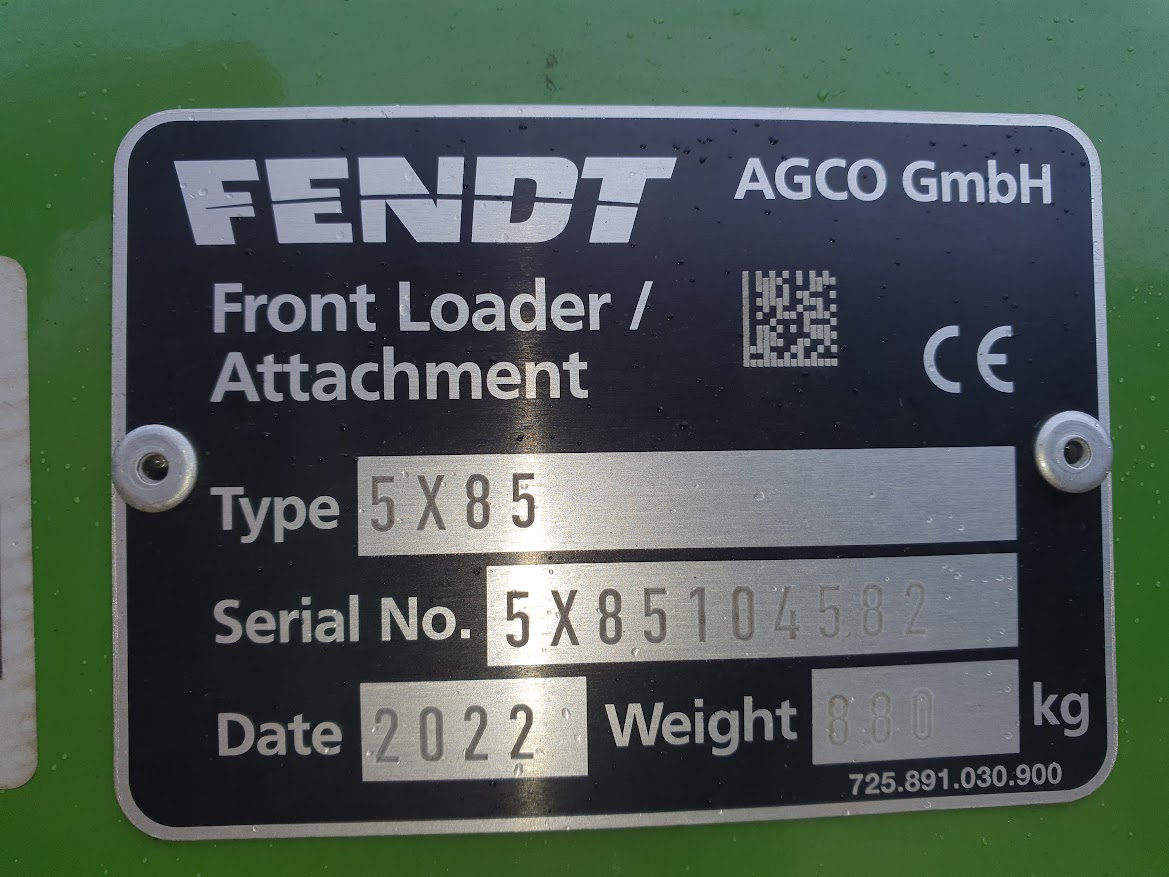 FENDT AGCO GmbH
Front Loader /
Attachment
CE
Type 5X85
Serial No. 5X85104582
Date 2022 Weight 880 kg
725.891.030.900